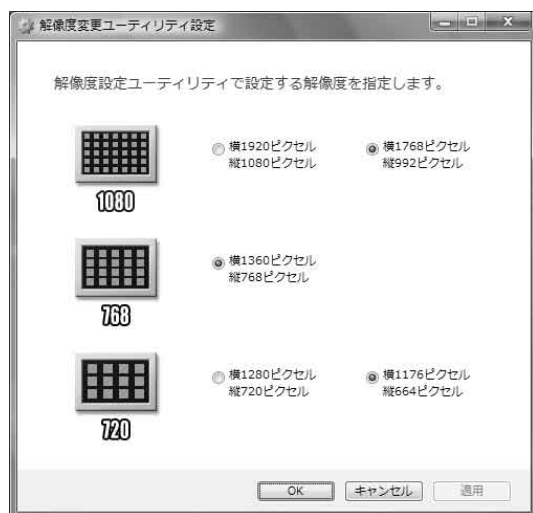 解像度変更ユーティリティ設定
解像度設定ユーティリティで設定する解像度を指定します。
1080
横1920ピクセル
縦1080ピクセル
横1768ピクセル
縦992ピクセル
768
横1360ピクセル
縦768ピクセル
720
横1280ピクセル
縦720ピクセル
横1176ピクセル
縦664ピクセル
OK
キャンセル
適用